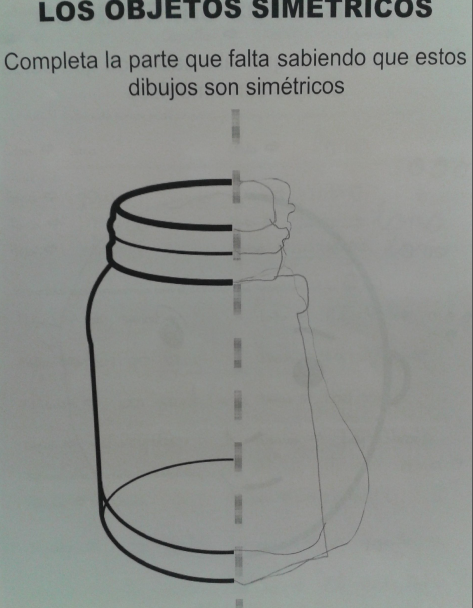 LOS OBJETOS SIMÉTRICOS
Completa la parte que falta sabiendo que estos
dibujos son simétricos